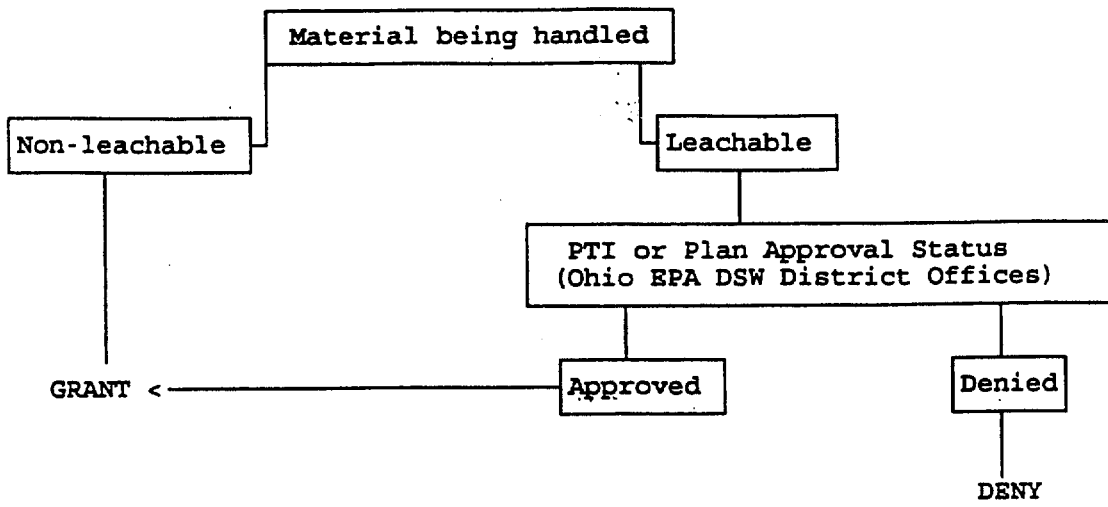 Material being handled
Non-leachable
Leachable
PTI or Plan Approval Status
(Ohio EPA DSW District Offices)
GRANT <
Approved
Denied
DENY